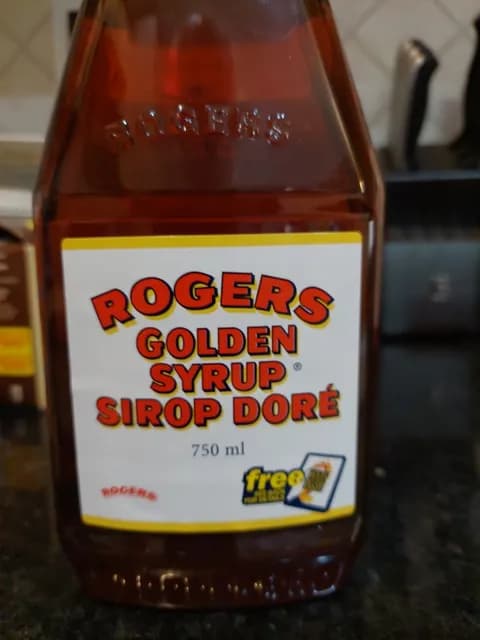 ROGERS
ROGERS
GOLDEN
SYRUP®
SIROP DORÉ
750 ml
ROGERS
free